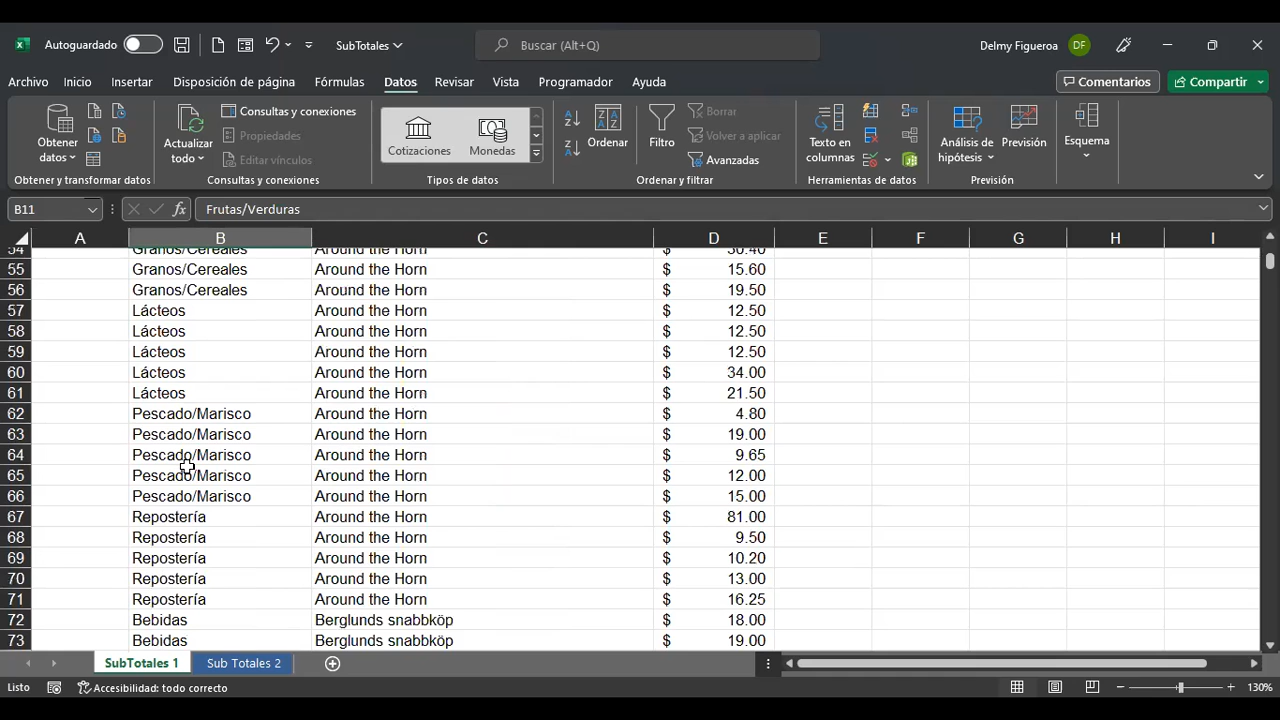 Autoguardado SubTotales Buscar (Alt+Q) Delmy Figueroa DF
Archivo Inicio Insertar Disposición de página Fórmulas Datos Revisar Vista Programador Ayuda Comentarios Compartir
Obtener datos
Actualizar todo
Consultas y conexiones
Propiedades
Editar vínculos
Cotizaciones Monedas
Ordenar
Filtro
Borrar
Volver a aplicar
Avanzadas
Texto en columnas
Análisis de hipótesis
Previsión
Esquema
Obtener y transformar datos Consultas y conexiones Tipos de datos Ordenar y filtrar Herramientas de datos Previsión
B11 fx Frutas/Verduras
A B C D E F G H I
54 Granos/Cereales Around the Horn $ 30.40
55 Granos/Cereales Around the Horn $ 15.60
56 Granos/Cereales Around the Horn $ 19.50
57 Lácteos Around the Horn $ 12.50
58 Lácteos Around the Horn $ 12.50
59 Lácteos Around the Horn $ 12.50
60 Lácteos Around the Horn $ 34.00
61 Lácteos Around the Horn $ 21.50
62 Pescado/Marisco Around the Horn $ 4.80
63 Pescado/Marisco Around the Horn $ 19.00
64 Pescado/Marisco Around the Horn $ 9.65
65 Pescado/Marisco Around the Horn $ 12.00
66 Pescado/Marisco Around the Horn $ 15.00
67 Repostería Around the Horn $ 81.00
68 Repostería Around the Horn $ 9.50
69 Repostería Around the Horn $ 10.20
70 Repostería Around the Horn $ 13.00
71 Repostería Around the Horn $ 16.25
72 Bebidas Berglunds snabbköp $ 18.00
73 Bebidas Berglunds snabbköp $ 19.00
SubTotales 1 Sub Totales 2
Listo Accesibilidad: todo correcto 130%